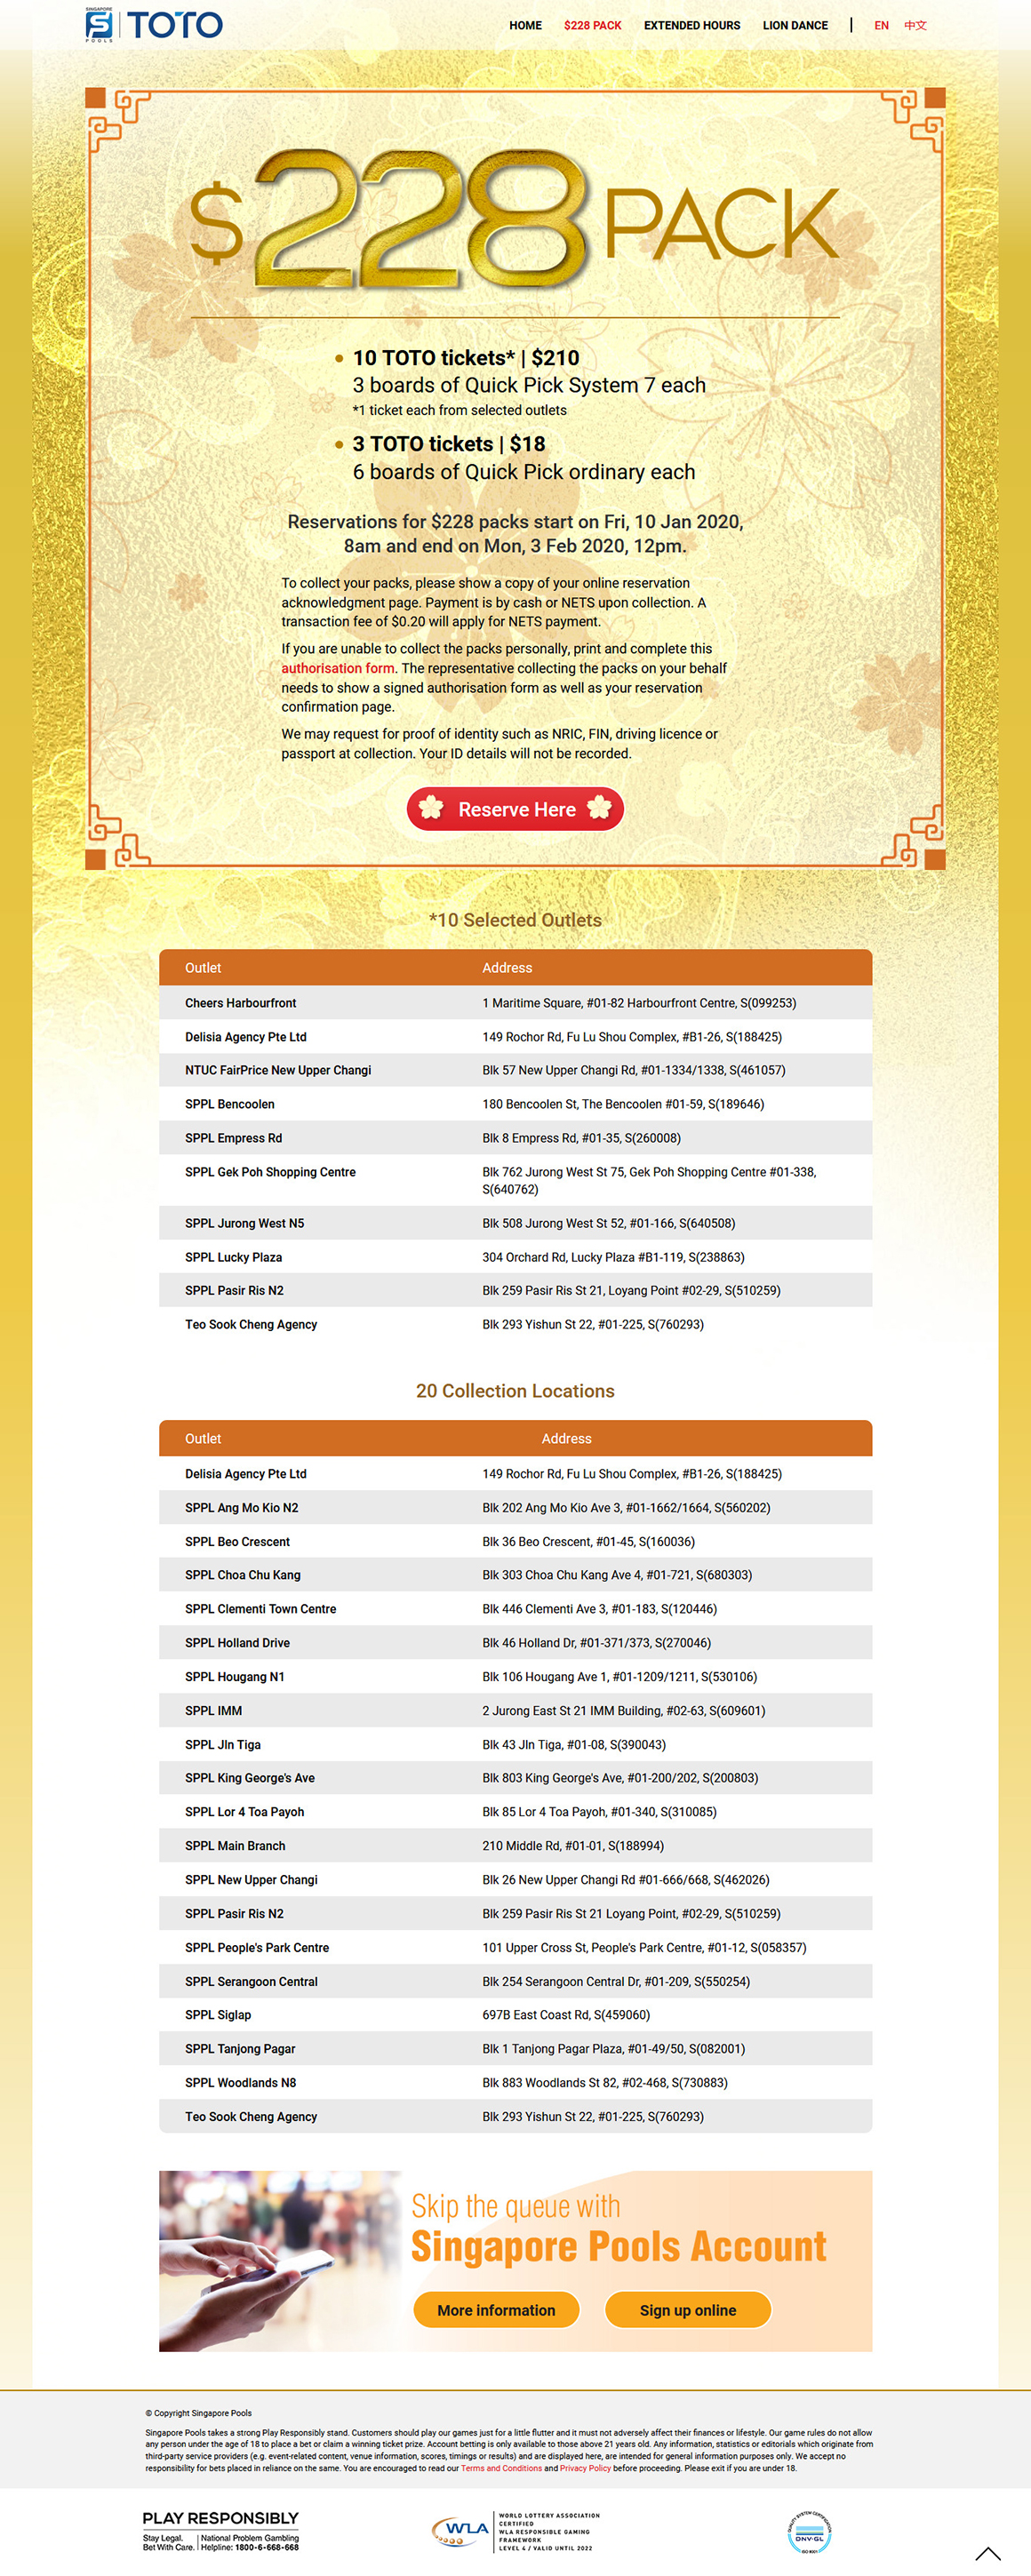 SINGAPORE
POOLS
TOTO
HOME $228 PACK EXTENDED HOURS LION DANCE | EN 中文
$228 PACK
10 TOTO tickets* | $210
3 boards of Quick Pick System 7 each
*1 ticket each from selected outlets
3 TOTO tickets | $18
6 boards of Quick Pick ordinary each
Reservations for $228 packs start on Fri, 10 Jan 2020,
8am and end on Mon, 3 Feb 2020, 12pm.
To collect your packs, please show a copy of your online reservation
acknowledgment page. Payment is by cash or NETS upon collection. A
transaction fee of $0.20 will apply for NETS payment.
If you are unable to collect the packs personally, print and complete this
authorisation form. The representative collecting the packs on your behalf
needs to show a signed authorisation form as well as your reservation
confirmation page.
We may request for proof of identity such as NRIC, FIN, driving licence or
passport at collection. Your ID details will not be recorded.
Reserve Here
*10 Selected Outlets
Outlet Address
Cheers Harbourfront 1 Maritime Square, #01-82 Harbourfront Centre, S(099253)
Delisia Agency Pte Ltd 149 Rochor Rd, Fu Lu Shou Complex, #B1-26, S(188425)
NTUC FairPrice New Upper Changi Blk 57 New Upper Changi Rd, #01-1334/1338, S(461057)
SPPL Bencoolen 180 Bencoolen St, The Bencoolen #01-59, S(189646)
SPPL Empress Rd Blk 8 Empress Rd, #01-35, S(260008)
SPPL Gek Poh Shopping Centre Blk 762 Jurong West St 75, Gek Poh Shopping Centre #01-338,
S(640762)
SPPL Jurong West N5 Blk 508 Jurong West St 52, #01-166, S(640508)
SPPL Lucky Plaza 304 Orchard Rd, Lucky Plaza #B1-119, S(238863)
SPPL Pasir Ris N2 Blk 259 Pasir Ris St 21, Loyang Point #02-29, S(510259)
Teo Sook Cheng Agency Blk 293 Yishun St 22, #01-225, S(760293)
20 Collection Locations
Outlet Address
Delisia Agency Pte Ltd 149 Rochor Rd, Fu Lu Shou Complex, #B1-26, S(188425)
SPPL Ang Mo Kio N2 Blk 202 Ang Mo Kio Ave 3, #01-1662/1664, S(560202)
SPPL Beo Crescent Blk 36 Beo Crescent, #01-45, S(160036)
SPPL Choa Chu Kang Blk 303 Choa Chu Kang Ave 4, #01-721, S(680303)
SPPL Clementi Town Centre Blk 446 Clementi Ave 3, #01-183, S(120446)
SPPL Holland Drive Blk 46 Holland Dr, #01-371/373, S(270046)
SPPL Hougang N1 Blk 106 Hougang Ave 1, #01-1209/1211, S(530106)
SPPL IMM 2 Jurong East St 21 IMM Building, #02-63, S(609601)
SPPL Jln Tiga Blk 43 Jln Tiga, #01-08, S(390043)
SPPL King George's Ave Blk 803 King George's Ave, #01-200/202, S(200803)
SPPL Lor 4 Toa Payoh Blk 85 Lor 4 Toa Payoh, #01-340, S(310085)
SPPL Main Branch 210 Middle Rd, #01-01, S(188994)
SPPL New Upper Changi Blk 26 New Upper Changi Rd #01-666/668, S(462026)
SPPL Pasir Ris N2 Blk 259 Pasir Ris St 21 Loyang Point, #02-29, S(510259)
SPPL People's Park Centre 101 Upper Cross St, People's Park Centre, #01-12, S(058357)
SPPL Serangoon Central Blk 254 Serangoon Central Dr, #01-209, S(550254)
SPPL Siglap 697B East Coast Rd, S(459060)
SPPL Tanjong Pagar Blk 1 Tanjong Pagar Plaza, #01-49/50, S(082001)
SPPL Woodlands N8 Blk 883 Woodlands St 82, #02-468, S(730883)
Teo Sook Cheng Agency Blk 293 Yishun St 22, #01-225, S(760293)
Skip the queue with
Singapore Pools Account
More information Sign up online
© Copyright Singapore Pools
Singapore Pools takes a strong Play Responsibly stand. Customers should play our games just for a little flutter and it must not adversely affect their finances or lifestyle. Our game rules do not allow
any person under the age of 18 to place a bet or claim a winning ticket prize. Account betting is only available to those above 21 years old. Any information, statistics or editorials which originate from
third-party service providers (e.g. event-related content, venue information, scores, timings or results) and are displayed here, are intended for general information purposes only. We accept no
responsibility for bets placed in reliance on the same. You are encouraged to read our Terms and Conditions and Privacy Policy before proceeding. Please exit if you are under 18.
PLAY RESPONSIBLY
Stay Legal. | National Problem Gambling
Bet With Care. | Helpline: 1800-6-668-668
WLA
WORLD LOTTERY ASSOCIATION
CERTIFIED
WLA RESPONSIBLE GAMING
FRAMEWORK
LEVEL 4 / VALID UNTIL 2022
QUALITY SYSTEM CERTIFICATION
DNV·GL
ISO 9001